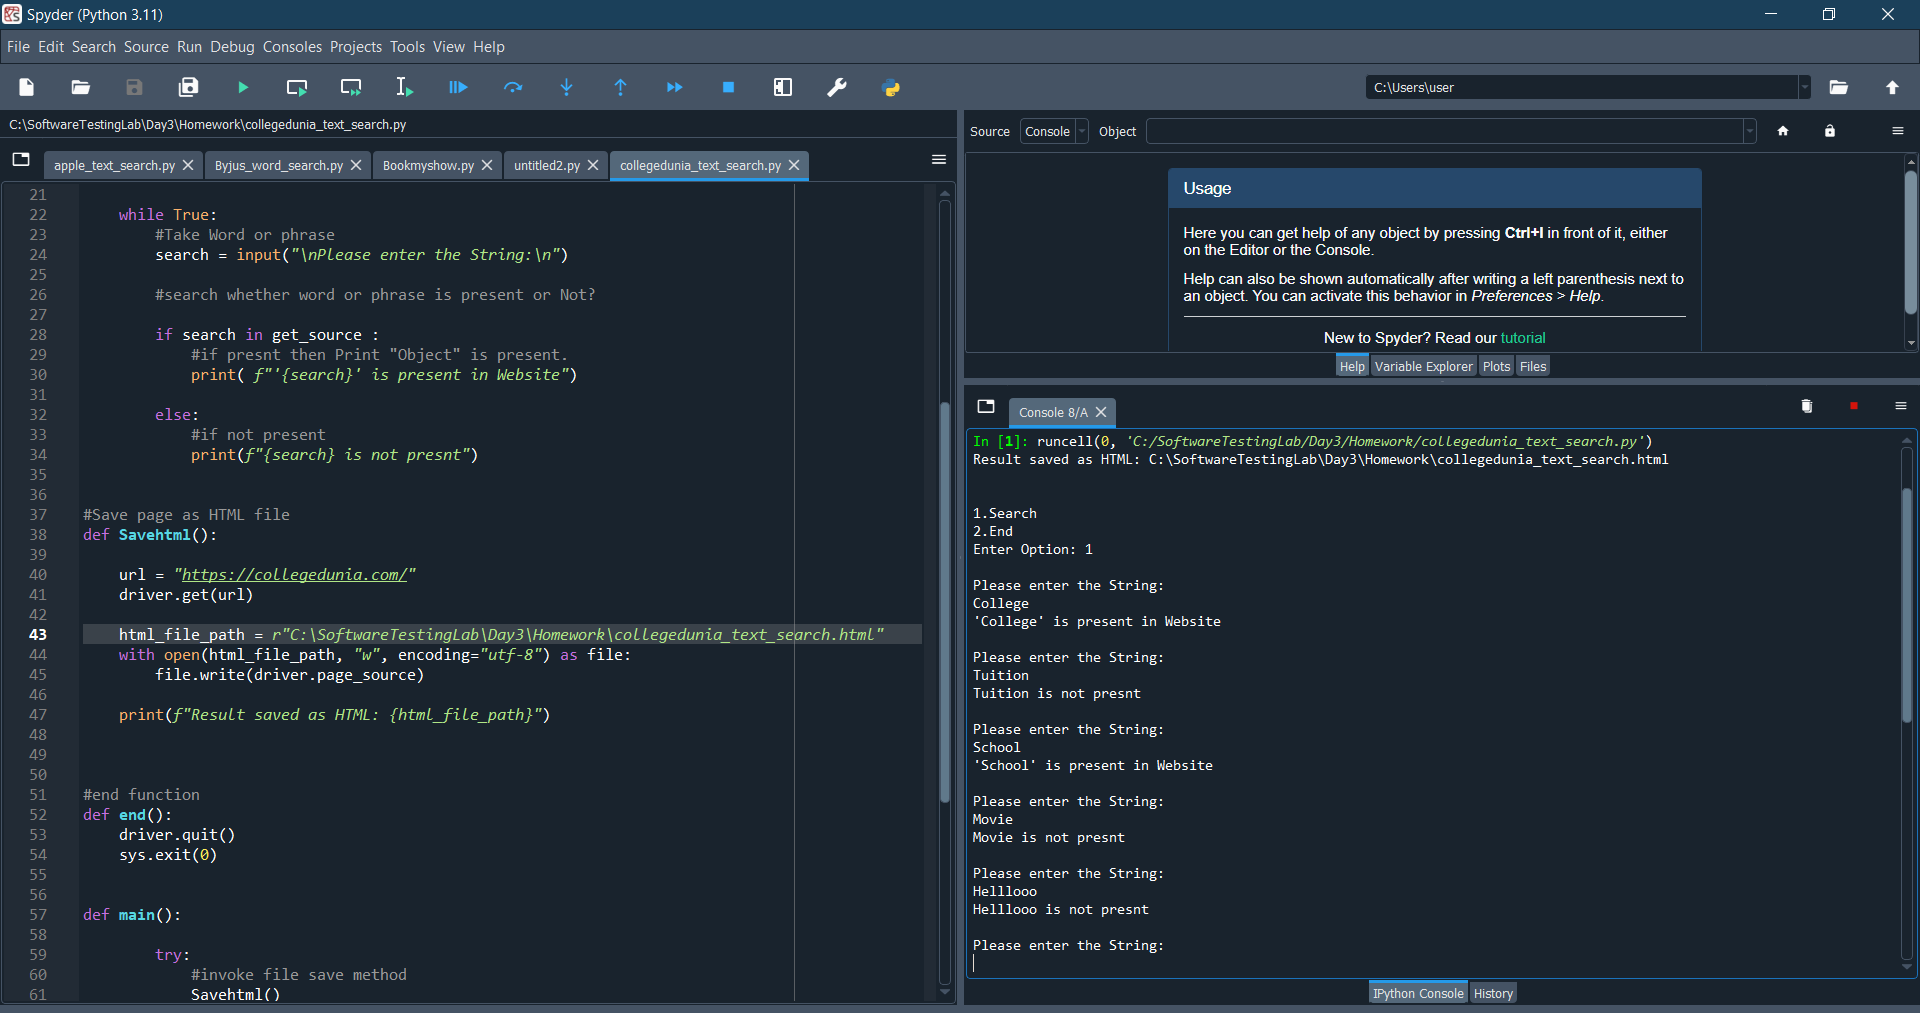 Spyder (Python 3.11)
File Edit Search Source Run Debug Consoles Projects Tools View Help
C:\Users\user
C:\SoftwareTestingLab\Day3\Homework\collegedunia_text_search.py
apple_text_search.py Byjus_word_search.py Bookmyshow.py untitled2.py collegedunia_text_search.py
21
22 while True:
23 #Take Word or phrase
24 search = input("\nPlease enter the String:\n")
25
26 #search whether word or phrase is present or Not?
27
28 if search in get_source :
29 #if presnt then Print "Object" is present.
30 print( f"'{search}' is present in Website")
31
32 else:
33 #if not present
34 print(f"{search} is not presnt")
35
36
37 #Save page as HTML file
38 def Savehtml():
39
40 url = "https://collegedunia.com/"
41 driver.get(url)
42
43 html_file_path = r"C:\SoftwareTestingLab\Day3\Homework\collegedunia_text_search.html"
44 with open(html_file_path, "w", encoding="utf-8") as file:
45 file.write(driver.page_source)
46
47 print(f"Result saved as HTML: {html_file_path}")
48
49
50
51 #end function
52 def end():
53 driver.quit()
54 sys.exit(0)
55
56
57 def main():
58
59 try:
60 #invoke file save method
61 Savehtml()
Source Console Object
Usage
Here you can get help of any object by pressing Ctrl+I in front of it, either
on the Editor or the Console.
Help can also be shown automatically after writing a left parenthesis next to
an object. You can activate this behavior in Preferences > Help.
New to Spyder? Read our tutorial
Help Variable Explorer Plots Files
Console 8/A
In [1]: runcell(0, 'C:/SoftwareTestingLab/Day3/Homework/collegedunia_text_search.py')
Result saved as HTML: C:\SoftwareTestingLab\Day3\Homework\collegedunia_text_search.html
1.Search
2.End
Enter Option: 1
Please enter the String:
College
'College' is present in Website
Please enter the String:
Tuition
Tuition is not presnt
Please enter the String:
School
'School' is present in Website
Please enter the String:
Movie
Movie is not presnt
Please enter the String:
Helllooo
Helllooo is not presnt
Please enter the String:
IPython Console History